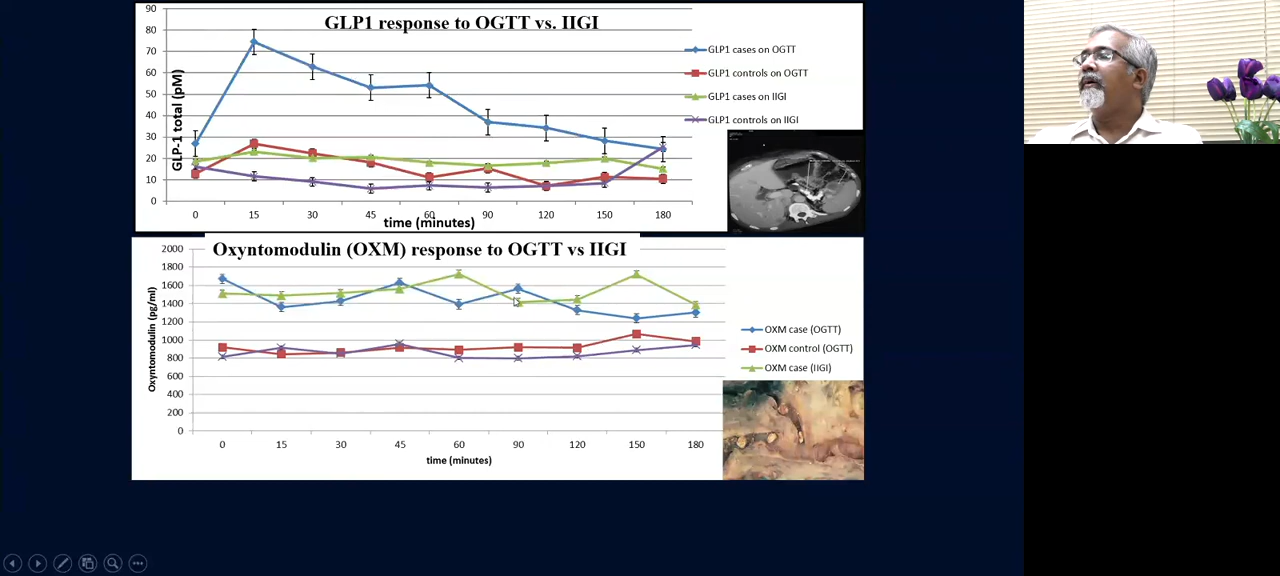 GLP1 response to OGTT vs. IIGI
90
80
70
60
50
40
30
20
10
0
GLP-1 total (pM)
0 15 30 45 60 90 120 150 180
time (minutes)
GLP1 cases on OGTT
GLP1 controls on OGTT
GLP1 cases on IIGI
GLP1 controls on IIGI
Oxyntomodulin (OXM) response to OGTT vs IIGI
2000
1800
1600
1400
1200
1000
800
600
400
200
0
Oxyntomodulin (pg/ml)
0 15 30 45 60 90 120 150 180
time (minutes)
OXM case (OGTT)
OXM control (OGTT)
OXM case (IIGI)